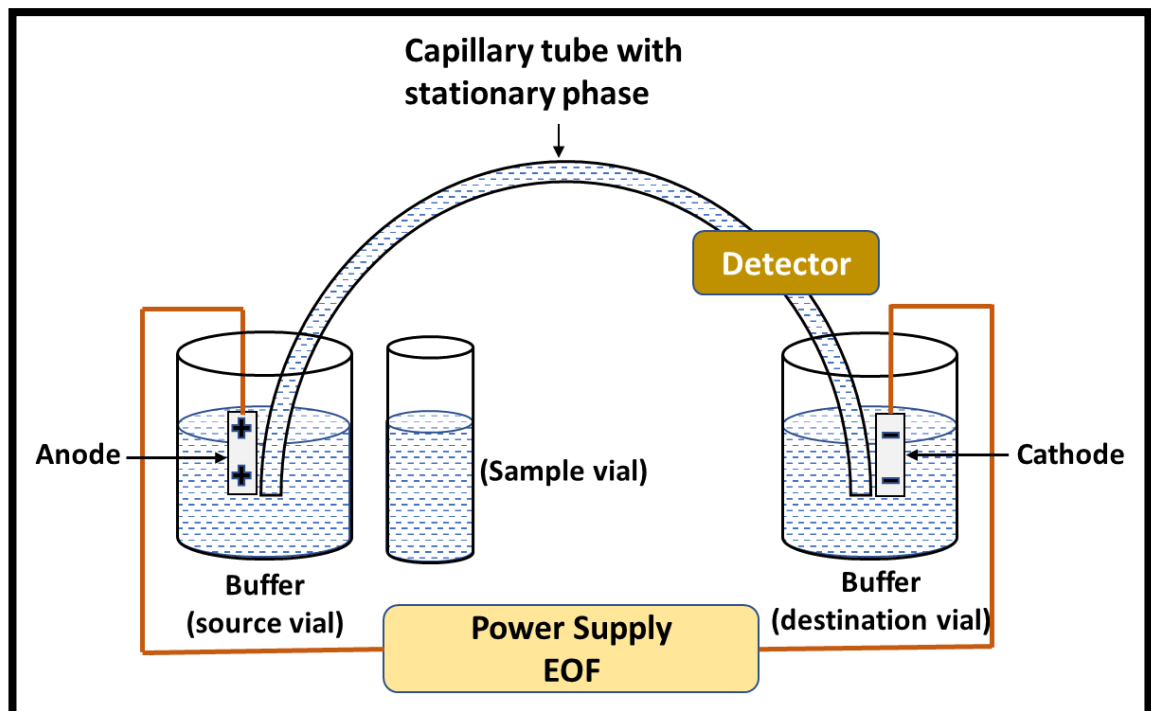 Capillary tube with
stationary phase
Detector
Anode
(Sample vial)
Cathode
Buffer
(source vial)
Buffer
(destination vial)
Power Supply
EOF